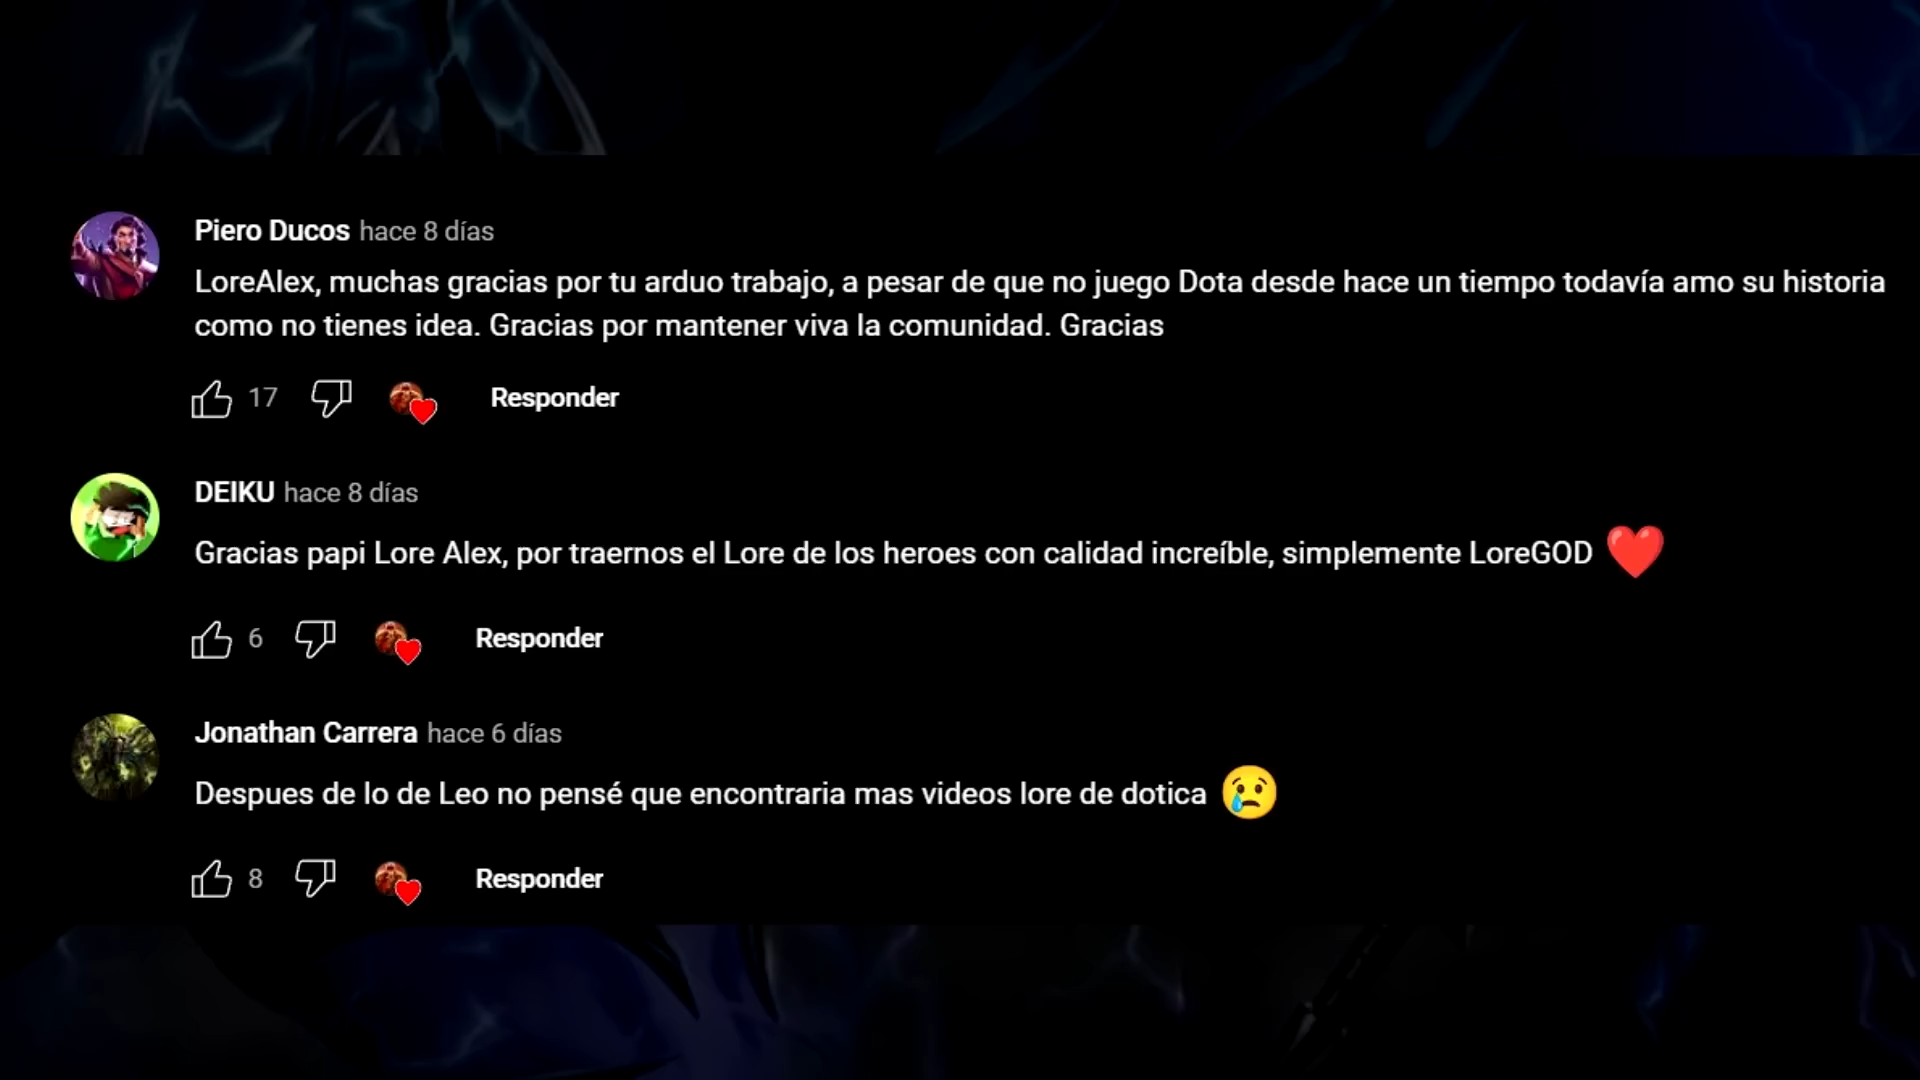 Piero Ducos hace 8 días
LoreAlex, muchas gracias por tu arduo trabajo, a pesar de que no juego Dota desde hace un tiempo todavía amo su historia
como no tienes idea. Gracias por mantener viva la comunidad. Gracias
17 Responder
DEIKU hace 8 días
Gracias papi Lore Alex, por traernos el Lore de los heroes con calidad increíble, simplemente LoreGOD ❤️
6 Responder
Jonathan Carrera hace 6 días
Despues de lo de Leo no pensé que encontraria mas videos lore de dotica 😢
8 Responder